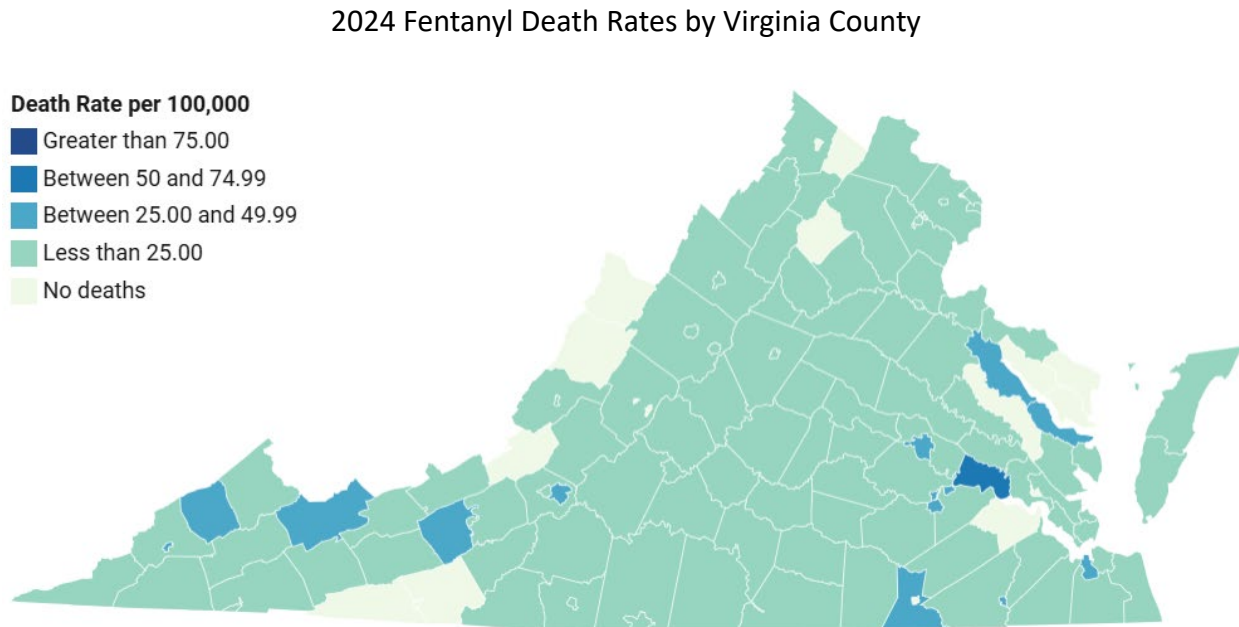 2024 Fentanyl Death Rates by Virginia County
Death Rate per 100,000
Greater than 75.00
Between 50 and 74.99
Between 25.00 and 49.99
Less than 25.00
No deaths